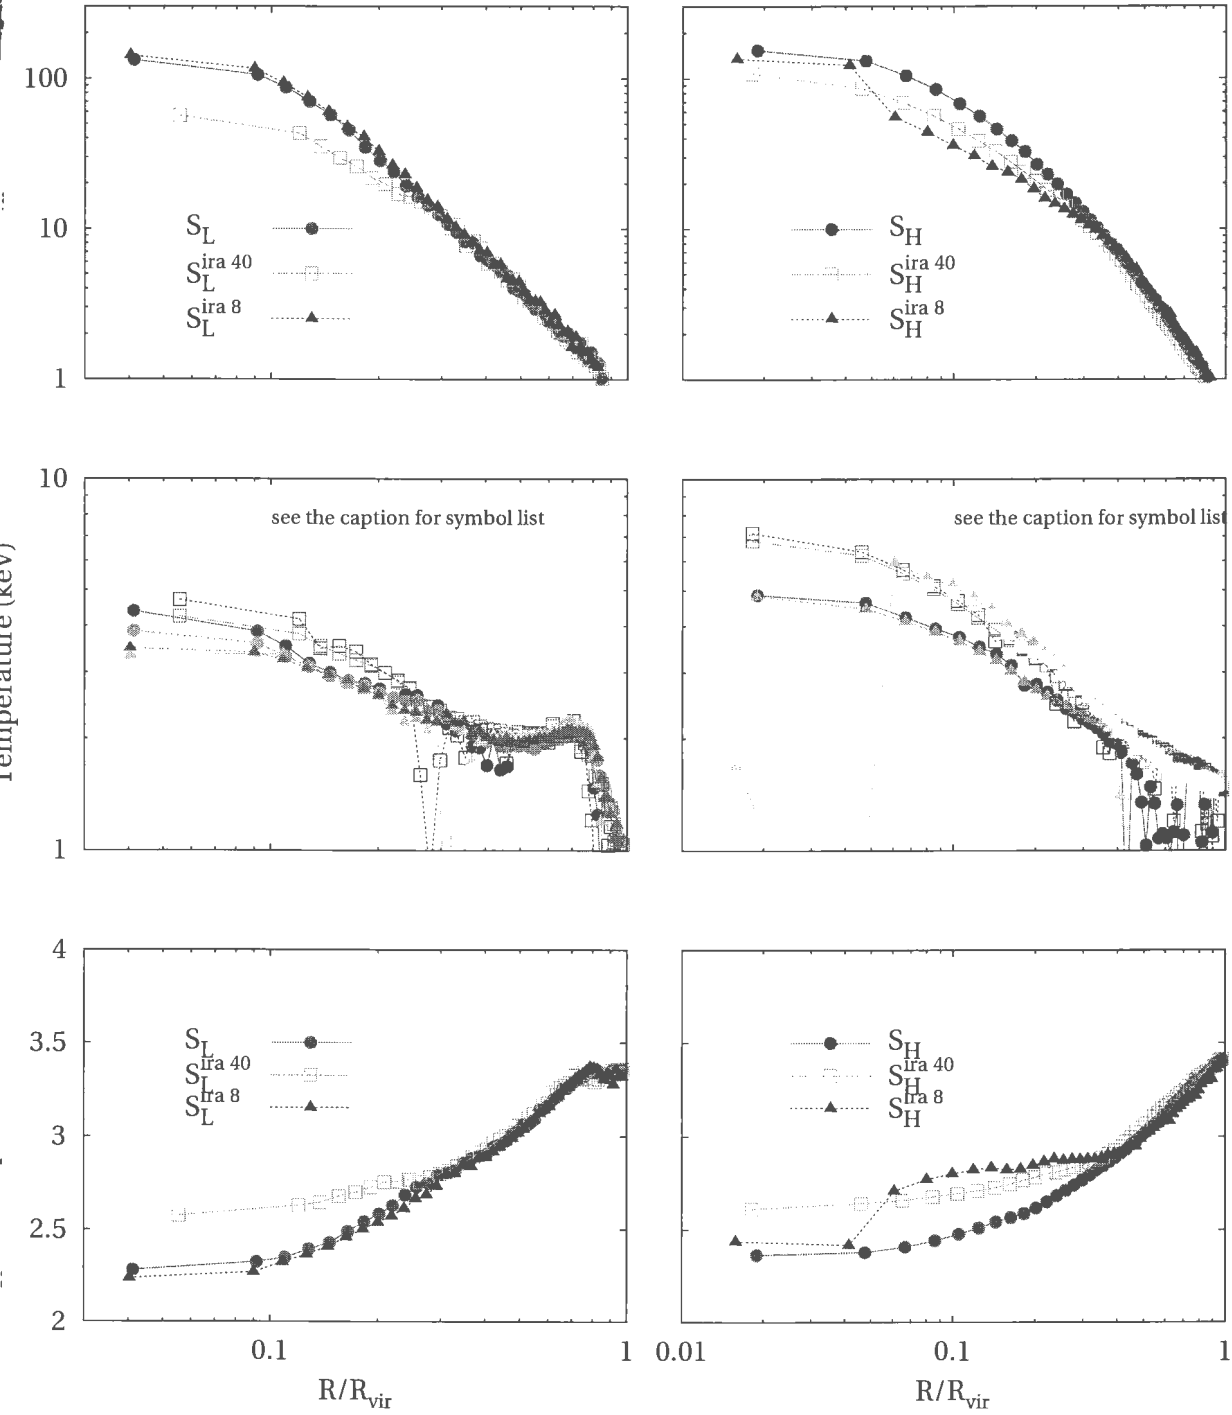 100
10
1
S_L
S_L^ira 40
S_L^ira 8
S_H
S_H^ira 40
S_H^ira 8
10
1
Temperature (keV)
see the caption for symbol list
see the caption for symbol list
4
3.5
3
2.5
2
S_L
S_L^ira 40
S_L^ira 8
S_H
S_H^ira 40
S_H^ira 8
0.1
1
0.01
0.1
1
R/R_vir
R/R_vir